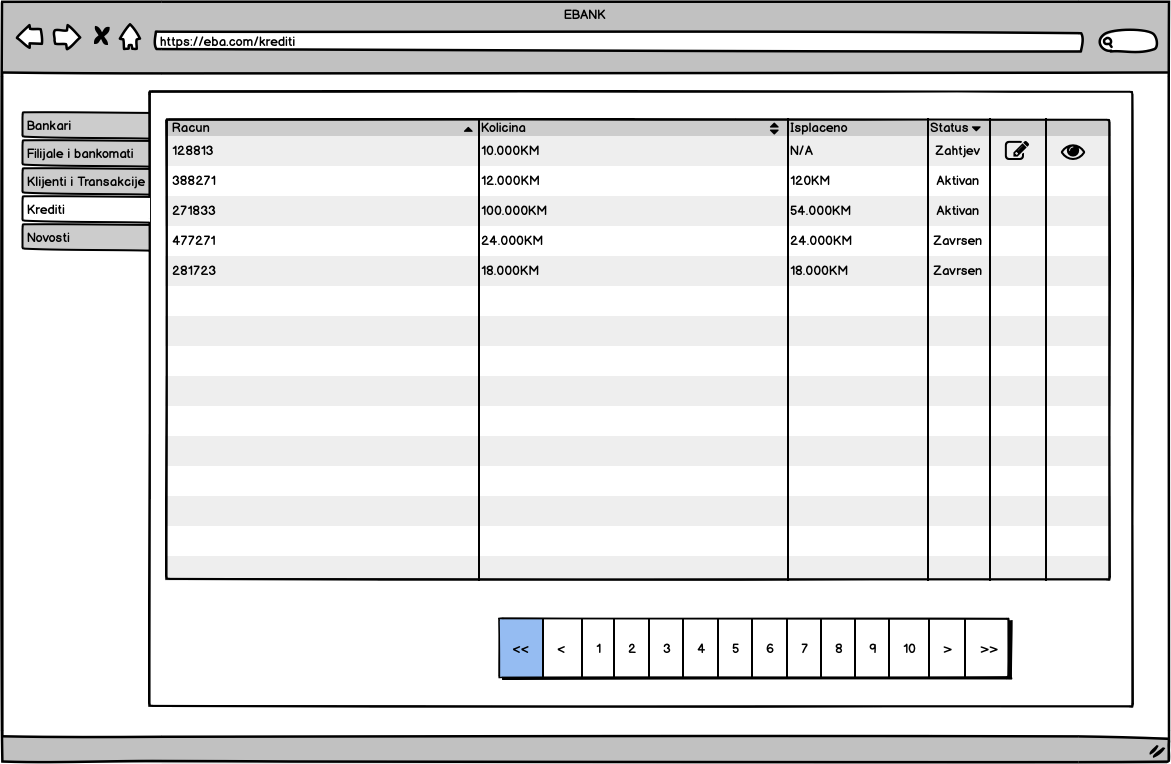 EBANK
https://eba.com/krediti
Bankari
Filijale i bankomati
Klijenti i Transakcije
Krediti
Novosti
Racun Kolicina Isplaceno Status
128813 10.000KM N/A Zahtjev
388271 12.000KM 120KM Aktivan
271833 100.000KM 54.000KM Aktivan
477271 24.000KM 24.000KM Zavrsen
281723 18.000KM 18.000KM Zavrsen
<< < 1 2 3 4 5 6 7 8 9 10 > >>